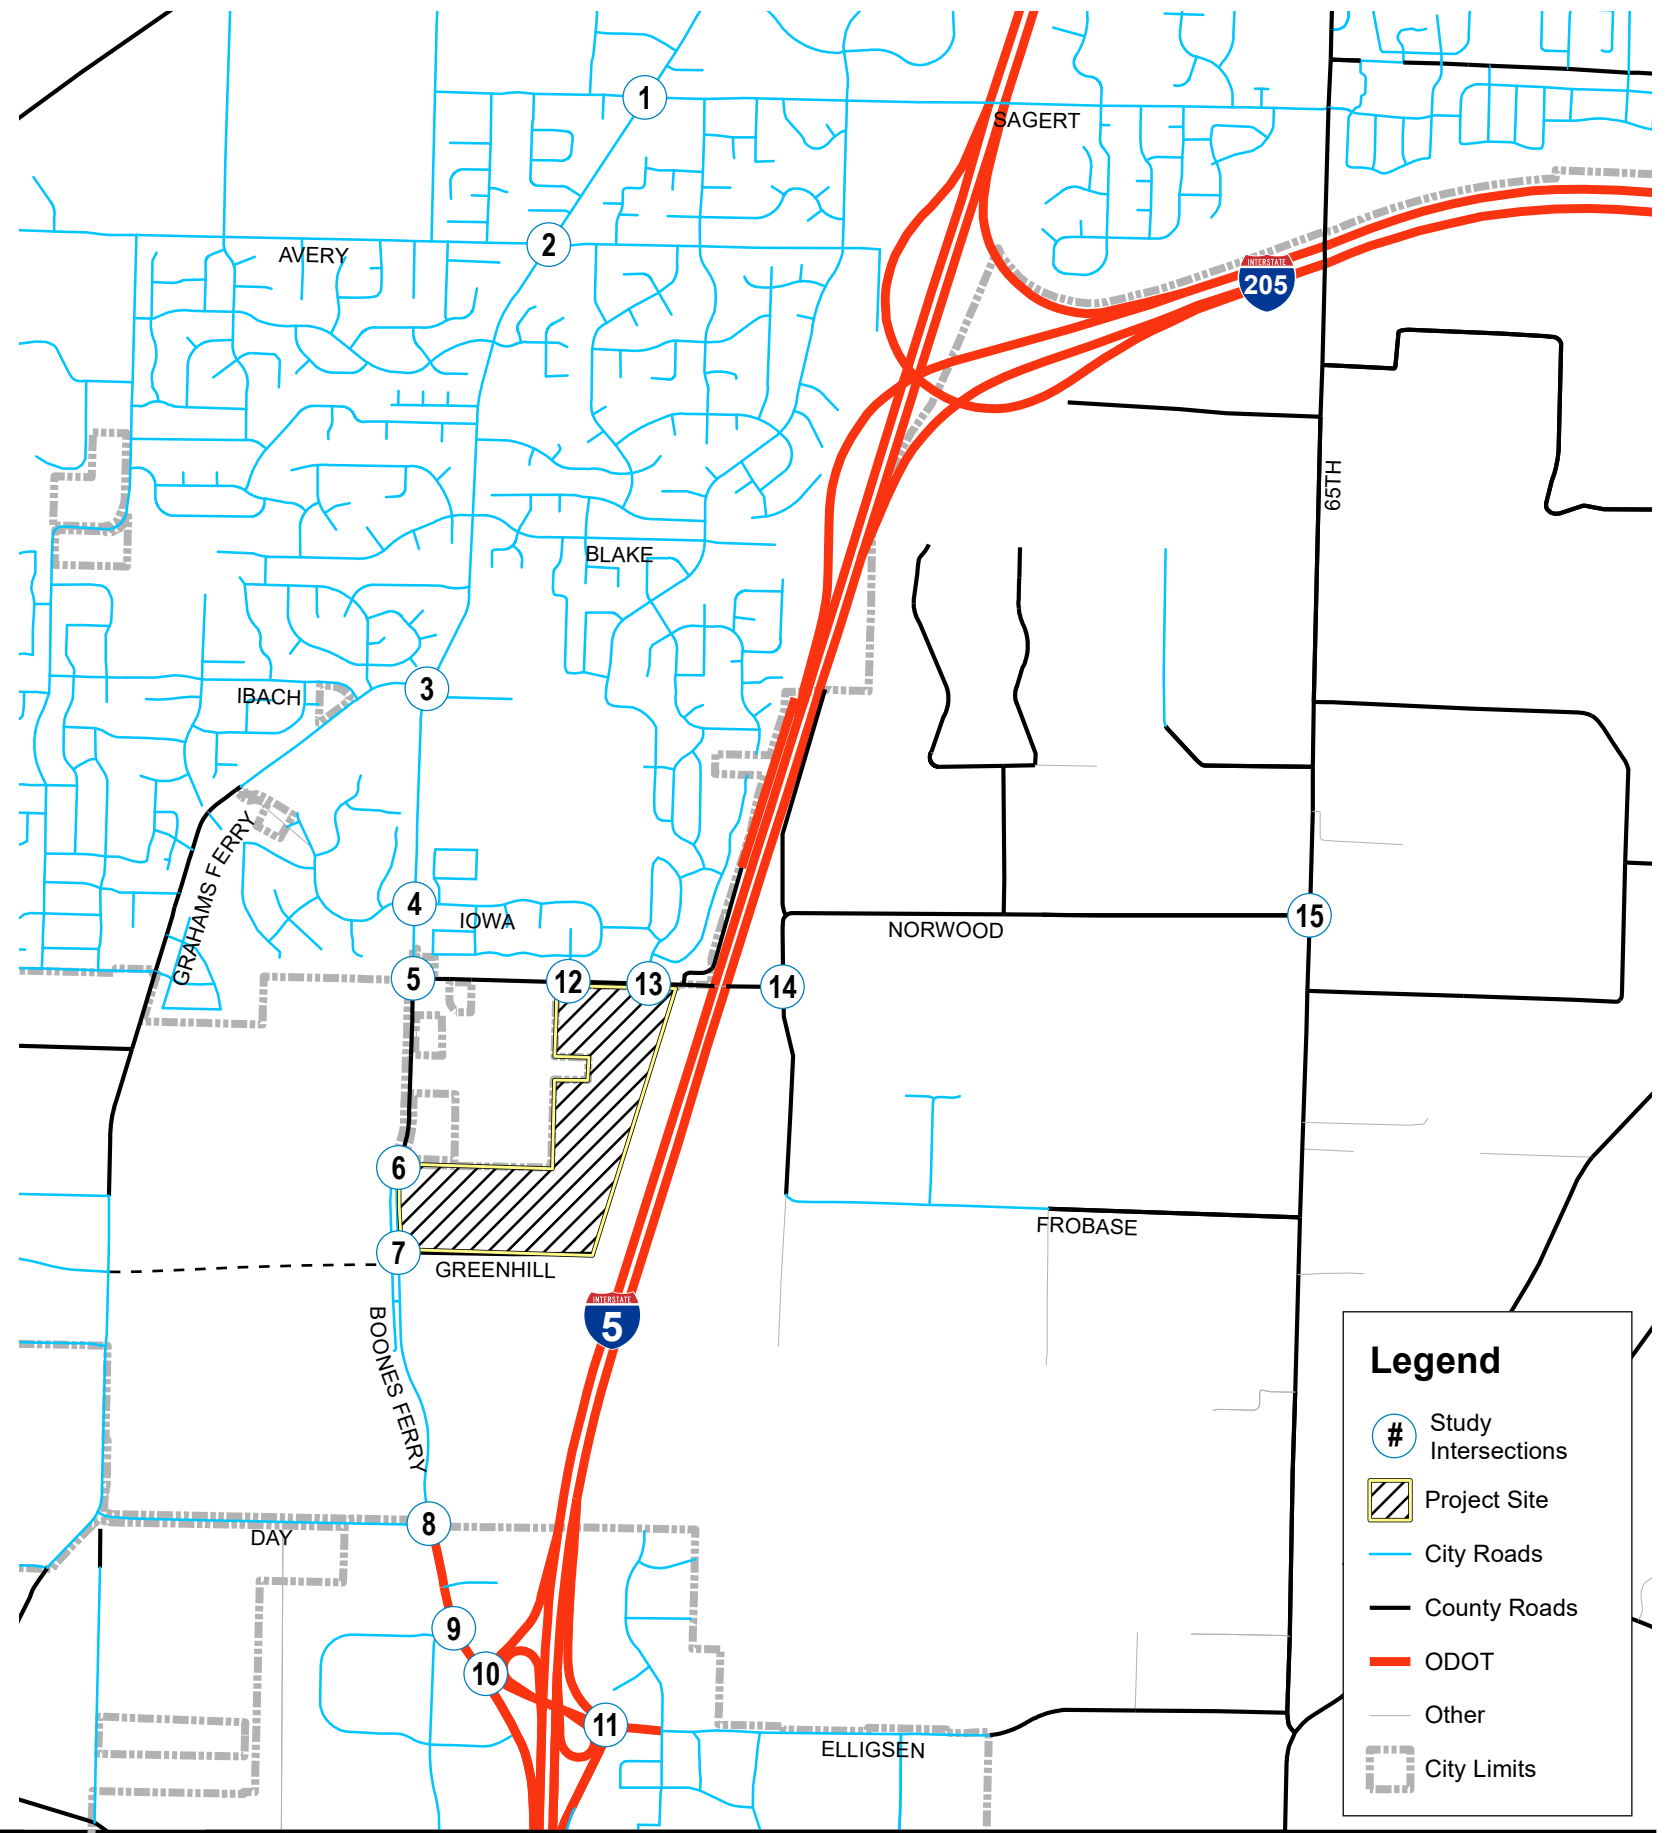 1
SAGERT
2
AVERY
INTERSTATE
205
65TH
BLAKE
3
IBACH
GRAHAMS FERRY
4
IOWA
15
NORWOOD
5
12
13
14
6
FROBASE
7
GREENHILL
INTERSTATE
5
BOONES FERRY
8
DAY
9
10
11
ELLIGSEN
Legend
#
Study
Intersections
Project Site
City Roads
County Roads
ODOT
Other
City Limits